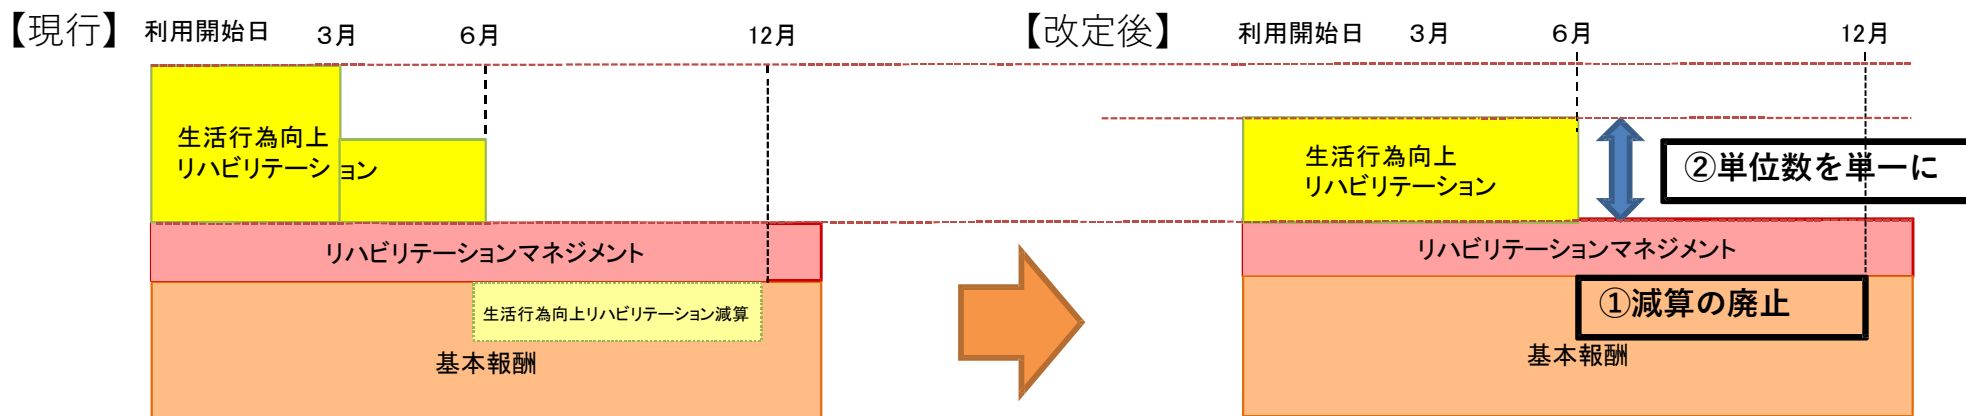 【現行】
利用開始日
３月
６月
12月
生活行為向上
リハビリテーション
リハビリテーションマネジメント
生活行為向上リハビリテーション減算
基本報酬
【改定後】
利用開始日
３月
６月
12月
生活行為向上
リハビリテーション
②単位数を単一に
リハビリテーションマネジメント
①減算の廃止
基本報酬